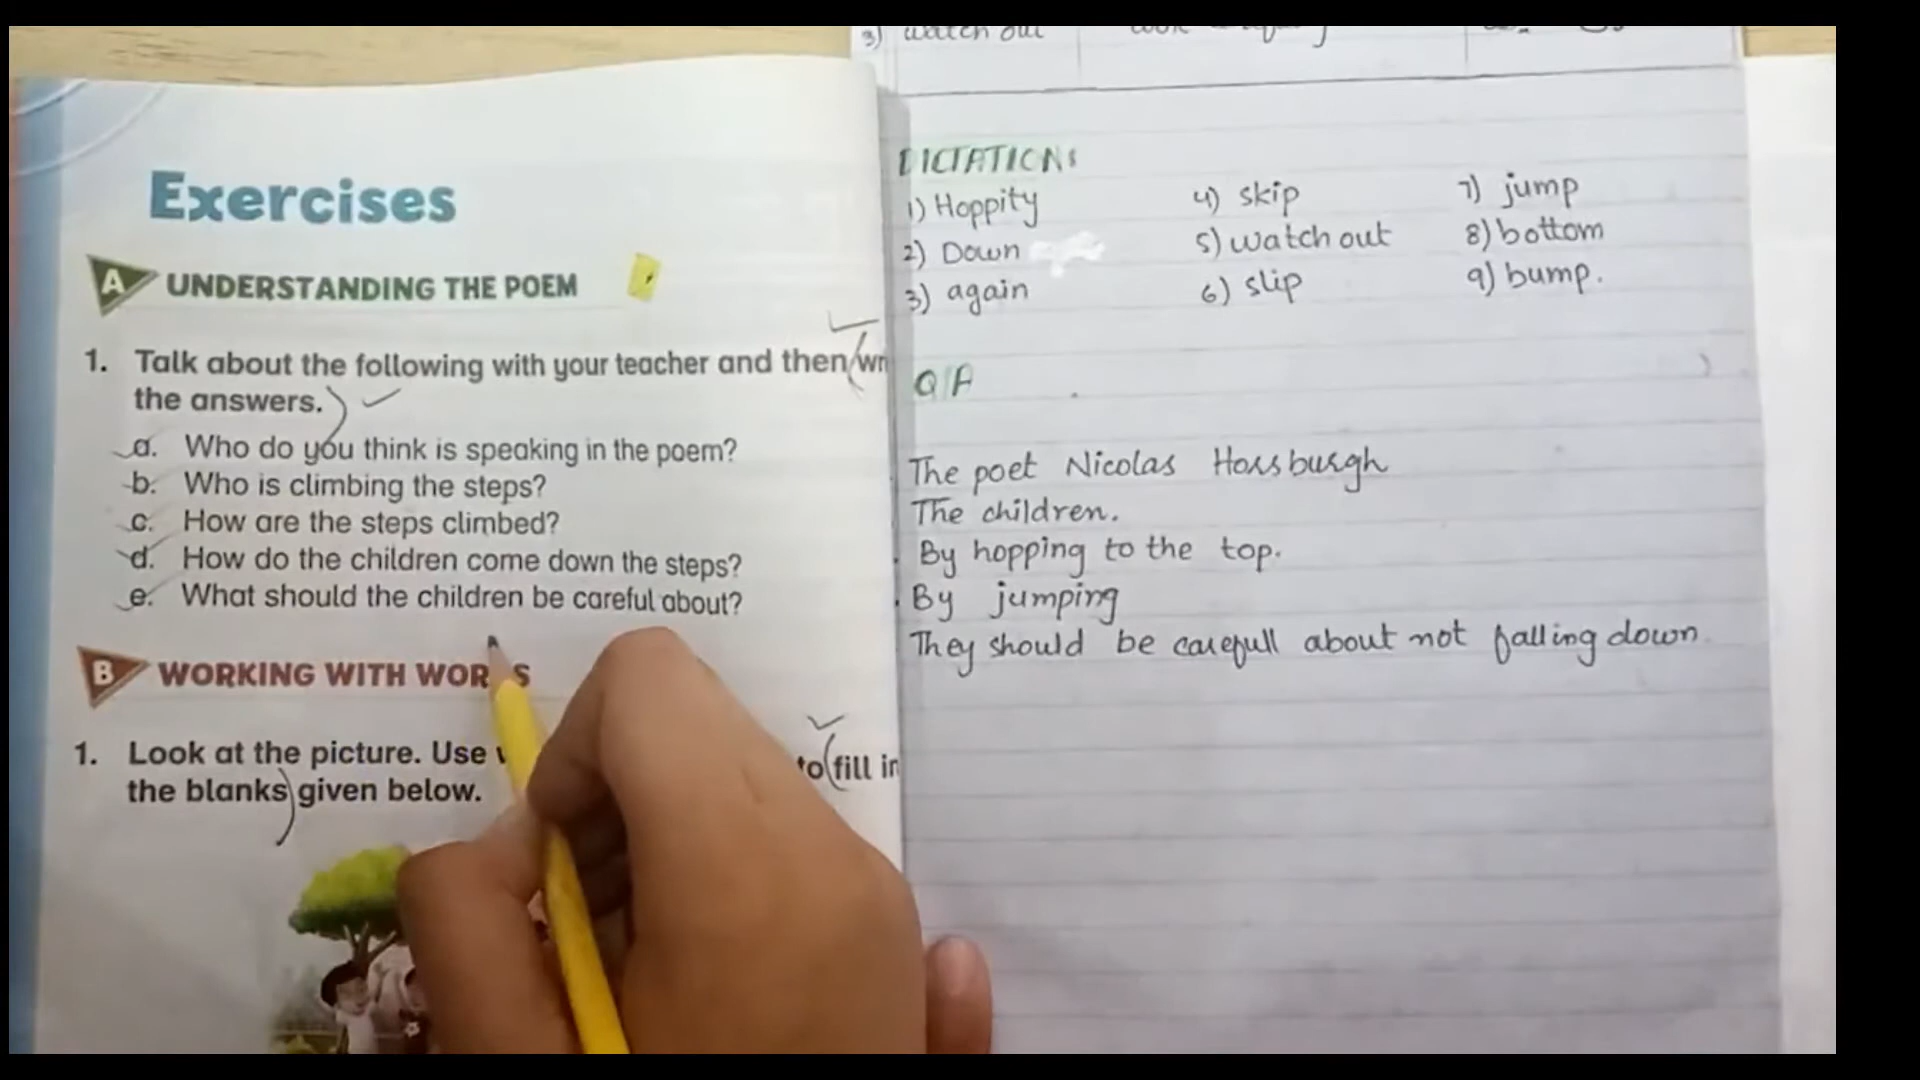 3) watch out
Exercises
A UNDERSTANDING THE POEM
1. Talk about the following with your teacher and then
the answers.
a. Who do you think is speaking in the poem?
b. Who is climbing the steps?
c. How are the steps climbed?
d. How do the children come down the steps?
e. What should the children be careful about?
B WORKING WITH WORDS
1. Look at the picture. Use to fill in
the blanks given below.
DICTATION:
1) Hoppity 4) skip 7) jump
2) Down 5) watch out 8) bottom
3) again 6) slip 9) bump.
Q/A
The poet Nicolas Horsburgh
The children.
By hopping to the top.
By jumping
They should be carefull about not falling down.